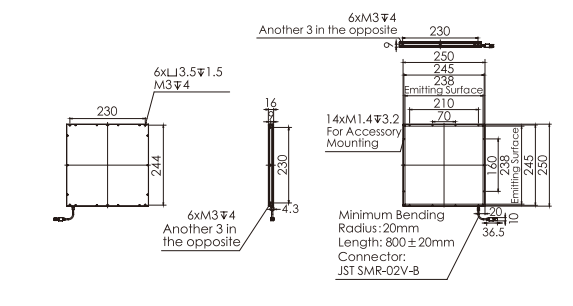 6xM3↧4
Another 3 in the opposite
230
9
250
245
238
Emitting Surface
210
70
6x⌴3.5↧1.5
M3↧4
230
244
16
230
4.3
6xM3↧4
Another 3 in
the opposite
14xM1.4↧3.2
For Accessory
Mounting
160
238
Emitting Surface
245
250
20
10
36.5
Minimum Bending
Radius:20mm
Length: 800±20mm
Connector:
JST SMR-02V-B